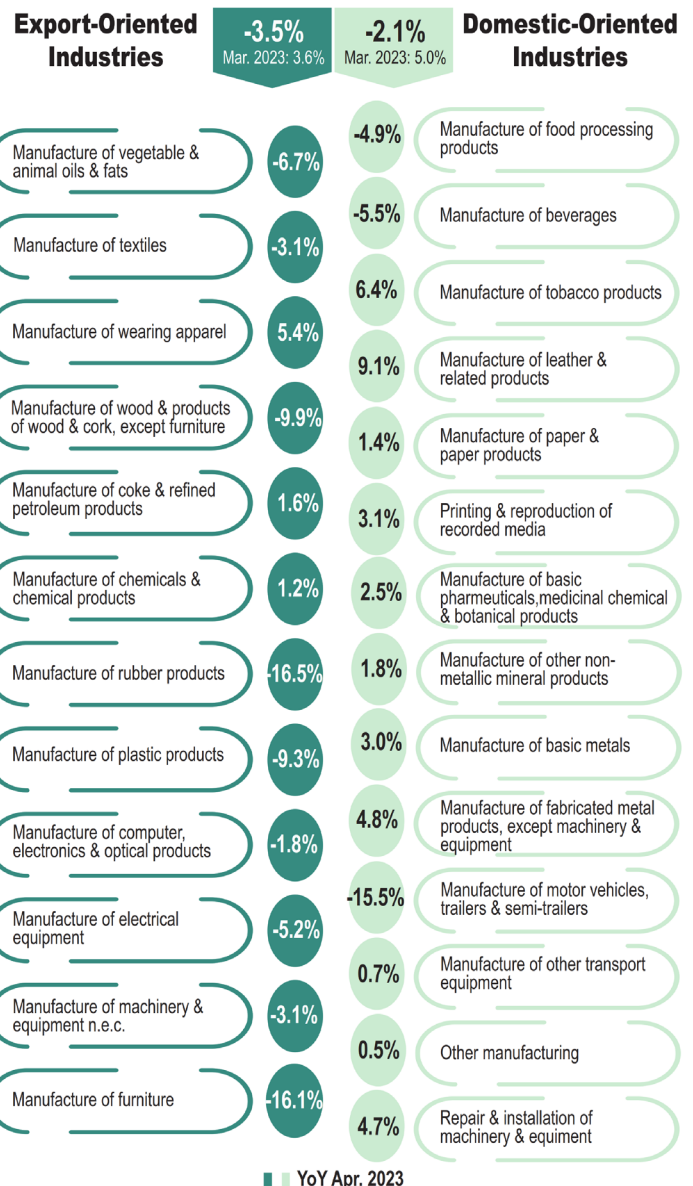 Export-Oriented
Industries
-3.5%
Mar. 2023: 3.6%
-2.1%
Mar. 2023: 5.0%
Domestic-Oriented
Industries
Manufacture of vegetable &
animal oils & fats
-6.7%
Manufacture of textiles
-3.1%
Manufacture of wearing apparel
5.4%
Manufacture of wood & products
of wood & cork, except furniture
-9.9%
Manufacture of coke & refined
petroleum products
1.6%
Manufacture of chemicals &
chemical products
1.2%
Manufacture of rubber products
-16.5%
Manufacture of plastic products
-9.3%
Manufacture of computer,
electronics & optical products
-1.8%
Manufacture of electrical
equipment
-5.2%
Manufacture of machinery &
equipment n.e.c.
-3.1%
Manufacture of furniture
-16.1%
-4.9%
Manufacture of food processing
products
-5.5%
Manufacture of beverages
6.4%
Manufacture of tobacco products
9.1%
Manufacture of leather &
related products
1.4%
Manufacture of paper &
paper products
3.1%
Printing & reproduction of
recorded media
2.5%
Manufacture of basic
pharmeuticals,medicinal chemical
& botanical products
1.8%
Manufacture of other non-
metallic mineral products
3.0%
Manufacture of basic metals
4.8%
Manufacture of fabricated metal
products, except machinery &
equipment
-15.5%
Manufacture of motor vehicles,
trailers & semi-trailers
0.7%
Manufacture of other transport
equipment
0.5%
Other manufacturing
4.7%
Repair & installation of
machinery & equiment
YoY Apr. 2023